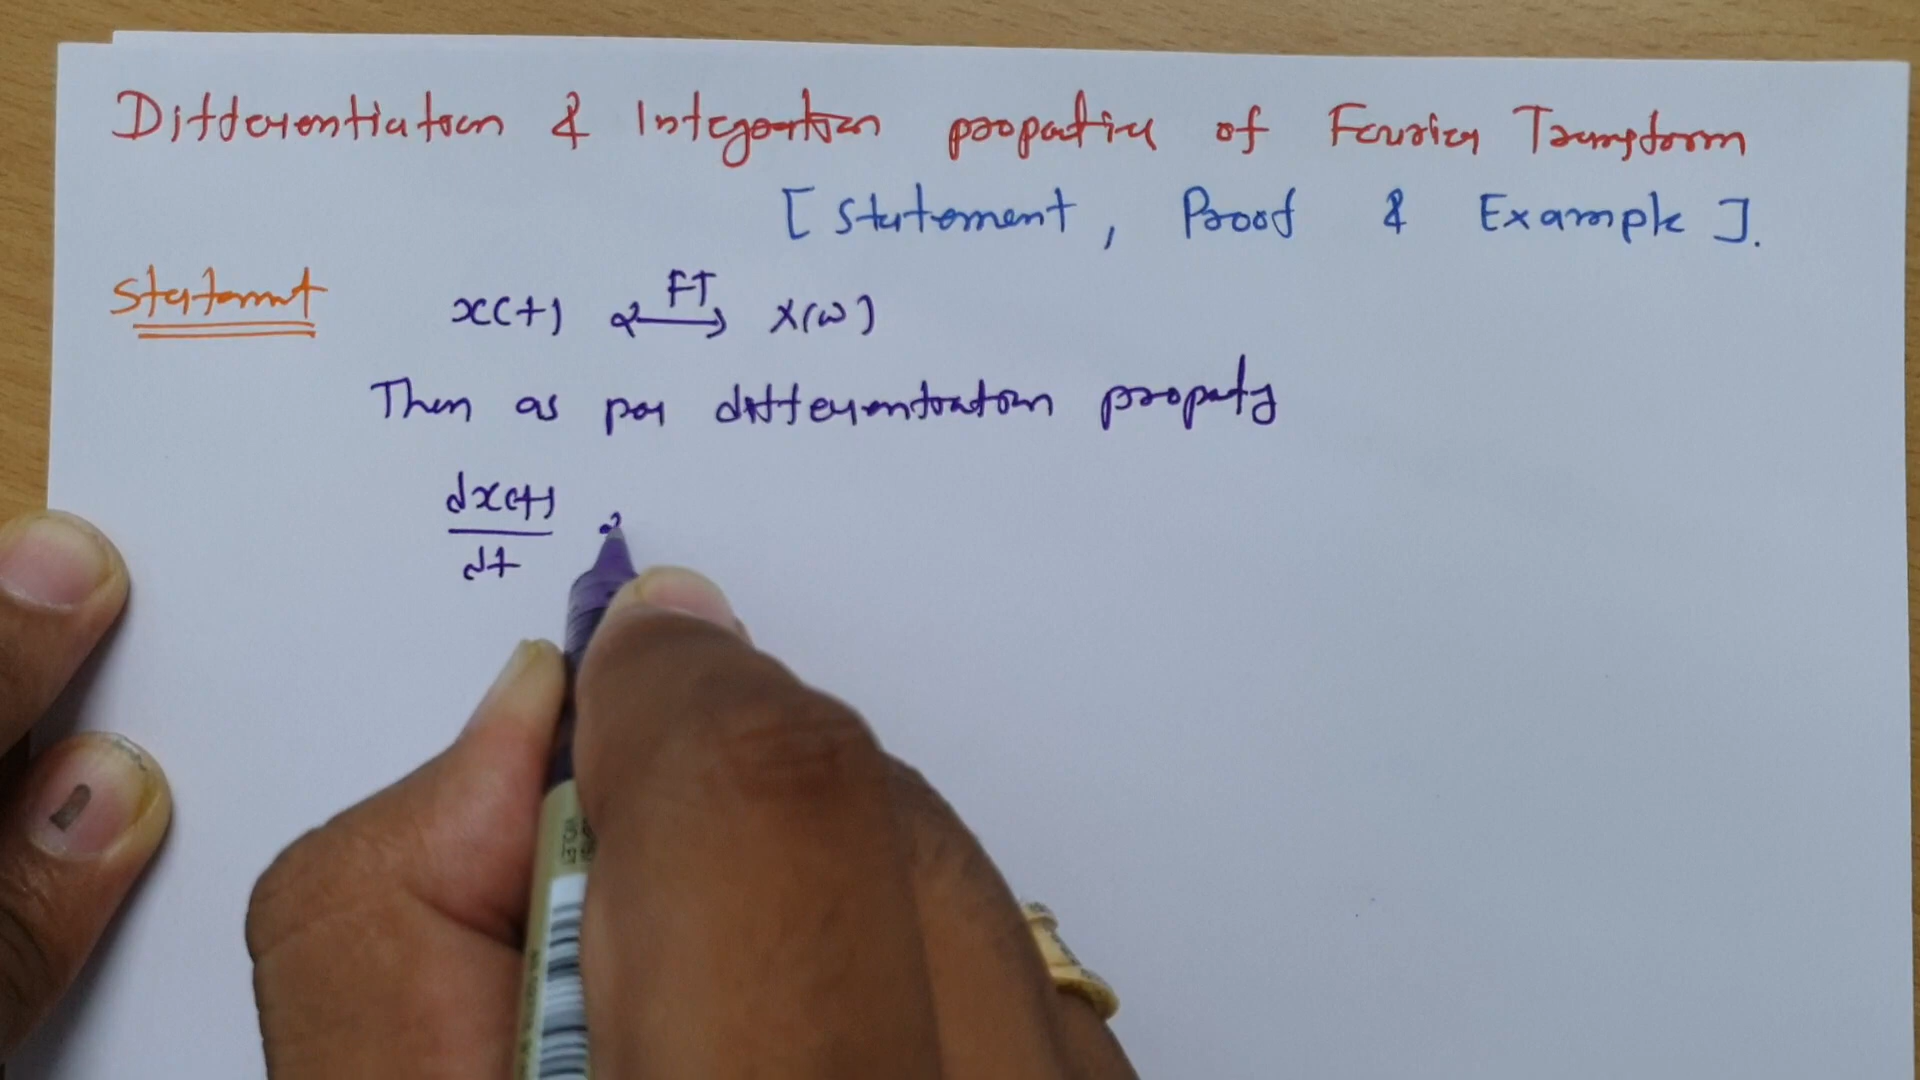 Differentiation & Integration properties of Fourier Transform
[Statement, Proof & Example].
Statement x(t) ⟷ FT X(ω)
Then as per differentiation property
dx(t)
dt